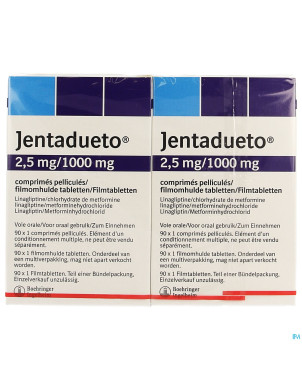 Jentadueto®
2,5 mg/1000 mg
comprimés pelliculés/
filmomhulde tabletten/Filmtabletten
Linagliptine/chlorhydrate de metformine
linagliptine/metforminehydrochloride
Linagliptin/Metforminhydrochlorid
Voie orale/Voor oraal gebruik/Zum Einnehmen
90 x 1 comprimés pelliculés. Elément d'un
conditionnement multiple, ne peut être vendu
séparément.
90 x 1 filmomhulde tabletten. Onderdeel van
een multiverpakking, mag niet apart verkocht
worden.
90 x 1 Filmtabletten. Teil einer Bündelpackung,
Einzelverkauf unzulässig.
Boehringer
Ingelheim
Jentadueto®
2,5 mg/1000 mg
comprimés pelliculés/
filmomhulde tabletten/Filmtabletten
Linagliptine/chlorhydrate de metformine
linagliptine/metforminehydrochloride
Linagliptin/Metforminhydrochlorid
Voie orale/Voor oraal gebruik/Zum Einnehmen
90 x 1 comprimés pelliculés. Elément d'un
conditionnement multiple, ne peut être vendu
séparément.
90 x 1 filmomhulde tabletten. Onderdeel van
een multiverpakking, mag niet apart verkocht
worden.
90 x 1 Filmtabletten. Teil einer Bündelpackung,
Einzelverkauf unzulässig.
Boehringer
Ingelheim